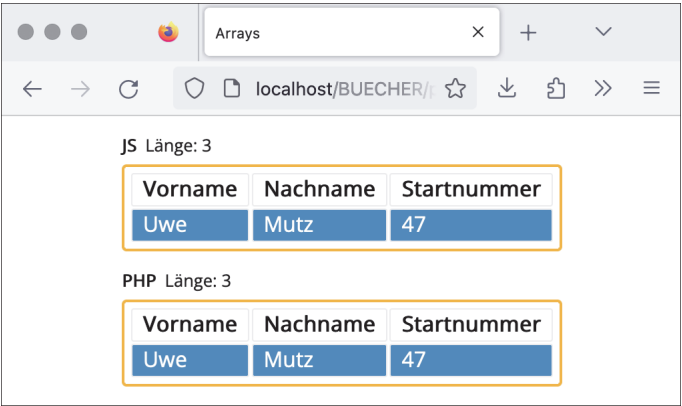 Arrays
localhost/BUECHER/
JS Länge: 3
Vorname Nachname Startnummer
Uwe Mutz 47
PHP Länge: 3
Vorname Nachname Startnummer
Uwe Mutz 47